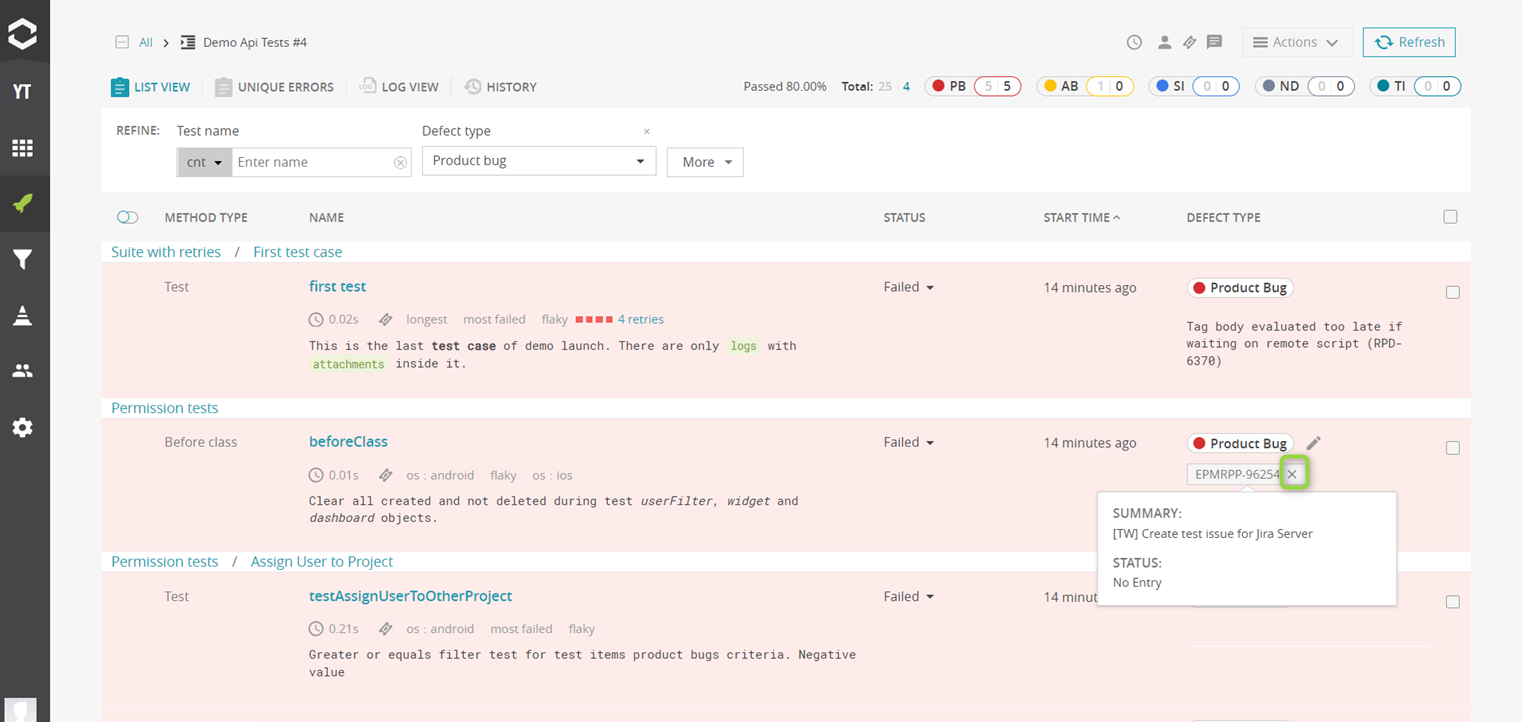 All > Demo Api Tests #4
Actions
Refresh
YT
LIST VIEW
UNIQUE ERRORS
LOG LOG VIEW
HISTORY
Passed 80.00% Total: 25 4 PB 5 5 AB 1 0 SI 0 0 ND 0 0 TI 0 0
REFINE: Test name
Defect type ×
cnt Enter name
Product bug
More
METHOD TYPE NAME STATUS START TIME DEFECT TYPE
Suite with retries / First test case
Test first test Failed 14 minutes ago Product Bug
0.02s longest most failed flaky 4 retries
This is the last test case of demo launch. There are only logs with
attachments inside it.
Tag body evaluated too late if
waiting on remote script (RPD-
6370)
Permission tests
Before class beforeClass Failed 14 minutes ago Product Bug
0.01s os : android flaky os : ios
EPMRPP-96254 ×
Clear all created and not deleted during test userFilter, widget and
dashboard objects.
SUMMARY:
[TW] Create test issue for Jira Server
STATUS:
No Entry
Permission tests / Assign User to Project
Test testAssignUserToOtherProject Failed 14 minut
0.21s os : android most failed flaky
Greater or equals filter test for test items product bugs criteria. Negative
value